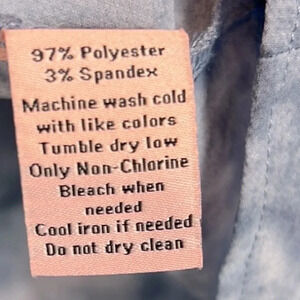 97% Polyester
3% Spandex
Machine wash cold
with like colors
Tumble dry low
Only Non-Chlorine
Bleach when
needed
Cool iron if needed
Do not dry clean